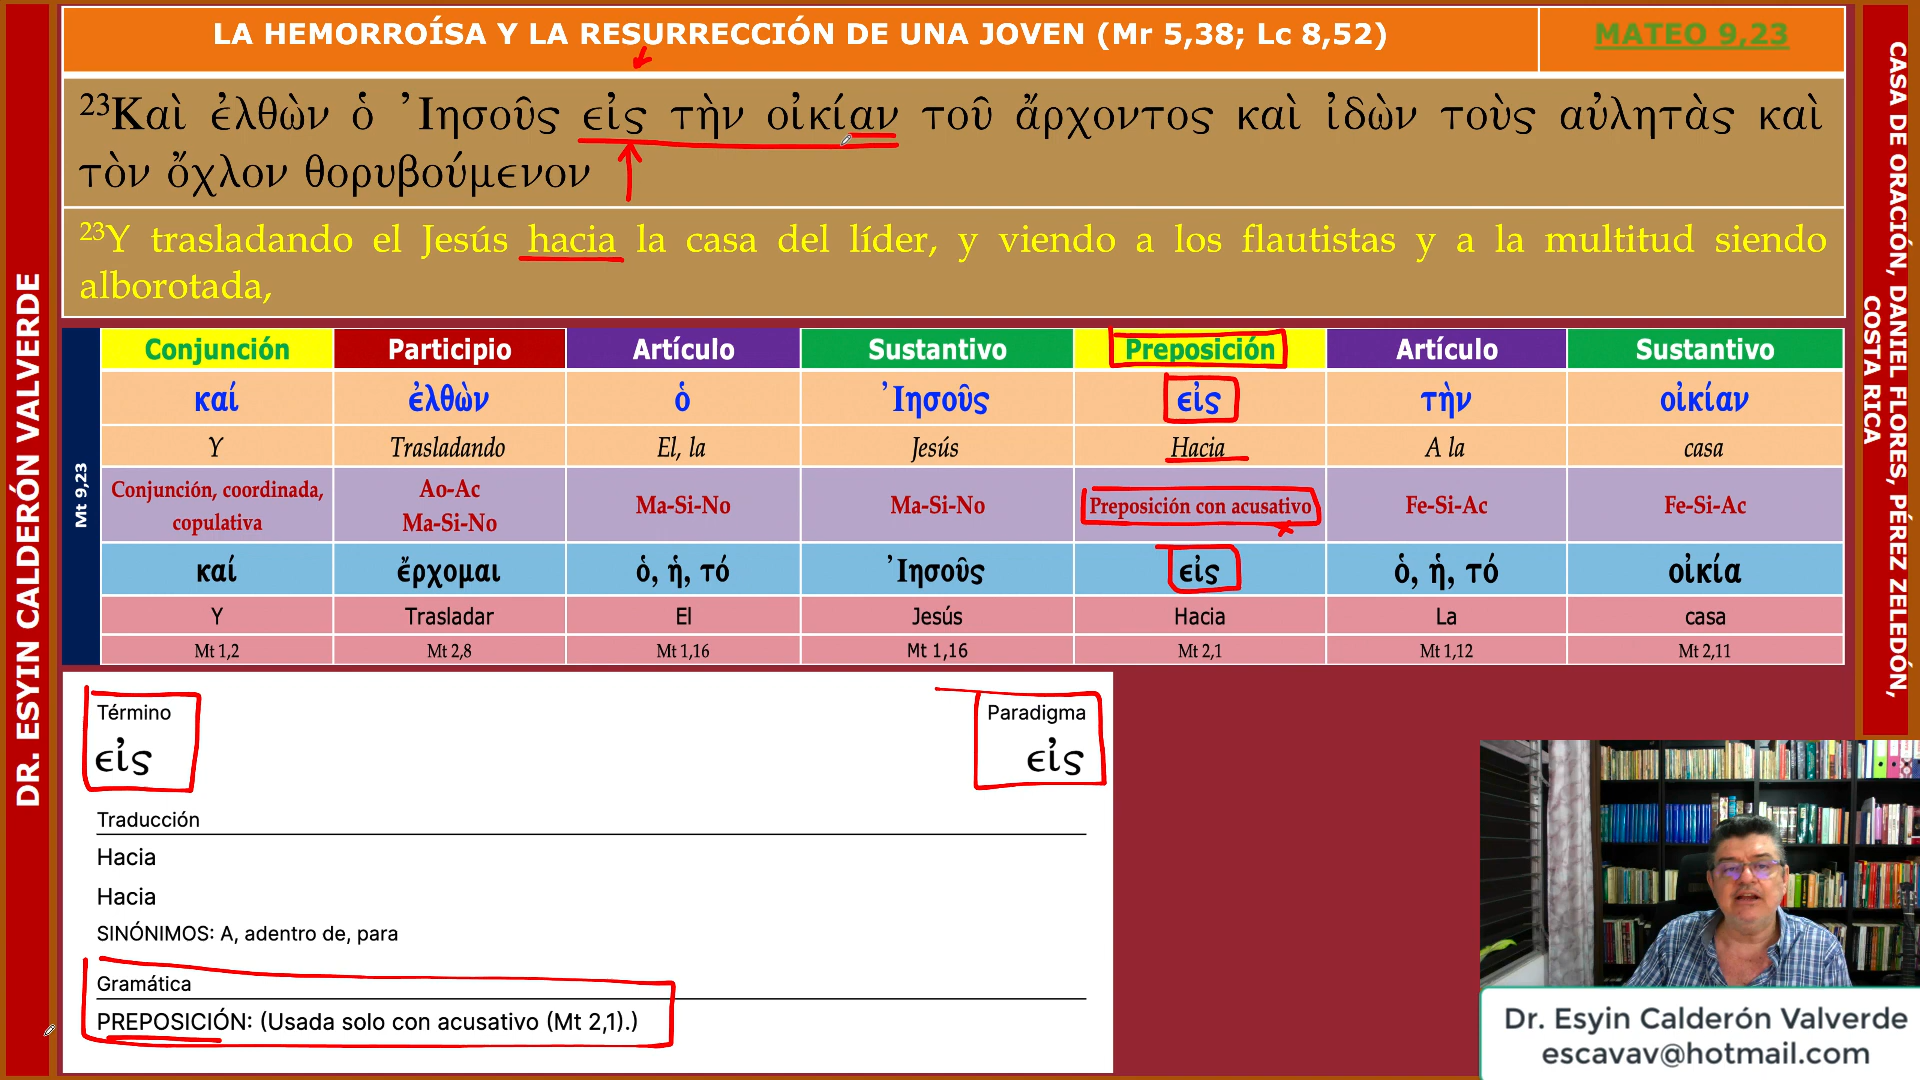 LA HEMORROÍSA Y LA RESURRECCIÓN DE UNA JOVEN (Mr 5,38; Lc 8,52)
MATEO 9,23
²³Καὶ ἐλθὼν ὁ Ἰησοῦς εἰς τὴν οἰκίαν τοῦ ἄρχοντος καὶ ἰδὼν τοὺς αὐλητὰς καὶ
τὸν ὄχλον θορυβούμενον
²³Y trasladando el Jesús hacia la casa del líder, y viendo a los flautistas y a la multitud siendo
alborotada,
Mt 9,23
Conjunción Participio Artículo Sustantivo Preposición Artículo Sustantivo
καί ἐλθὼν ὁ Ἰησοῦς εἰς τὴν οἰκίαν
Y Trasladando El, la Jesús Hacia A la casa
Conjunción, coordinada, copulativa Ao-Ac Ma-Si-No Ma-Si-No Ma-Si-No Preposición con acusativo Fe-Si-Ac Fe-Si-Ac
καί ἔρχομαι ὁ, ἡ, τό Ἰησοῦς εἰς ὁ, ἡ, τό οἰκία
Y Trasladar El Jesús Hacia La casa
Mt 1,2 Mt 2,8 Mt 1,16 Mt 1,16 Mt 2,1 Mt 1,12 Mt 2,11
Término Paradigma
εἰς εἰς
Traducción
Hacia
Hacia
SINÓNIMOS: A, adentro de, para
Gramática
PREPOSICIÓN: (Usada solo con acusativo (Mt 2,1).)
DR. ESYIN CALDERÓN VALVERDE
CASA DE ORACIÓN, DANIEL FLORES, PÉREZ ZELEDÓN,
COSTA RICA
Dr. Esyin Calderón Valverde
escavav@hotmail.com